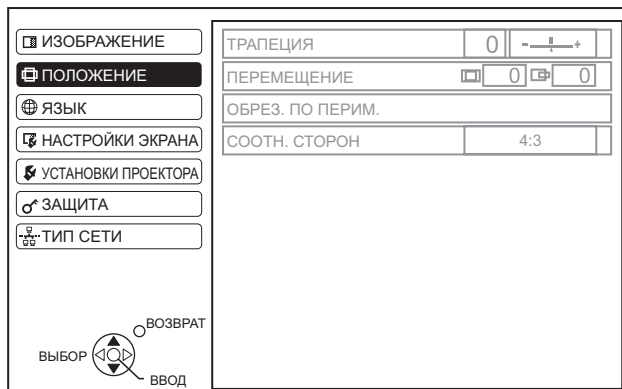 ИЗОБРАЖЕНИЕ
ПОЛОЖЕНИЕ
ЯЗЫК
НАСТРОЙКИ ЭКРАНА
УСТАНОВКИ ПРОЕКТОРА
ЗАЩИТА
ТИП СЕТИ
ТРАПЕЦИЯ 0 - +
ПЕРЕМЕЩЕНИЕ 0 0
ОБРЕЗ. ПО ПЕРИМ.
СООТН. СТОРОН 4:3
ВОЗВРАТ
ВЫБОР
ВВОД